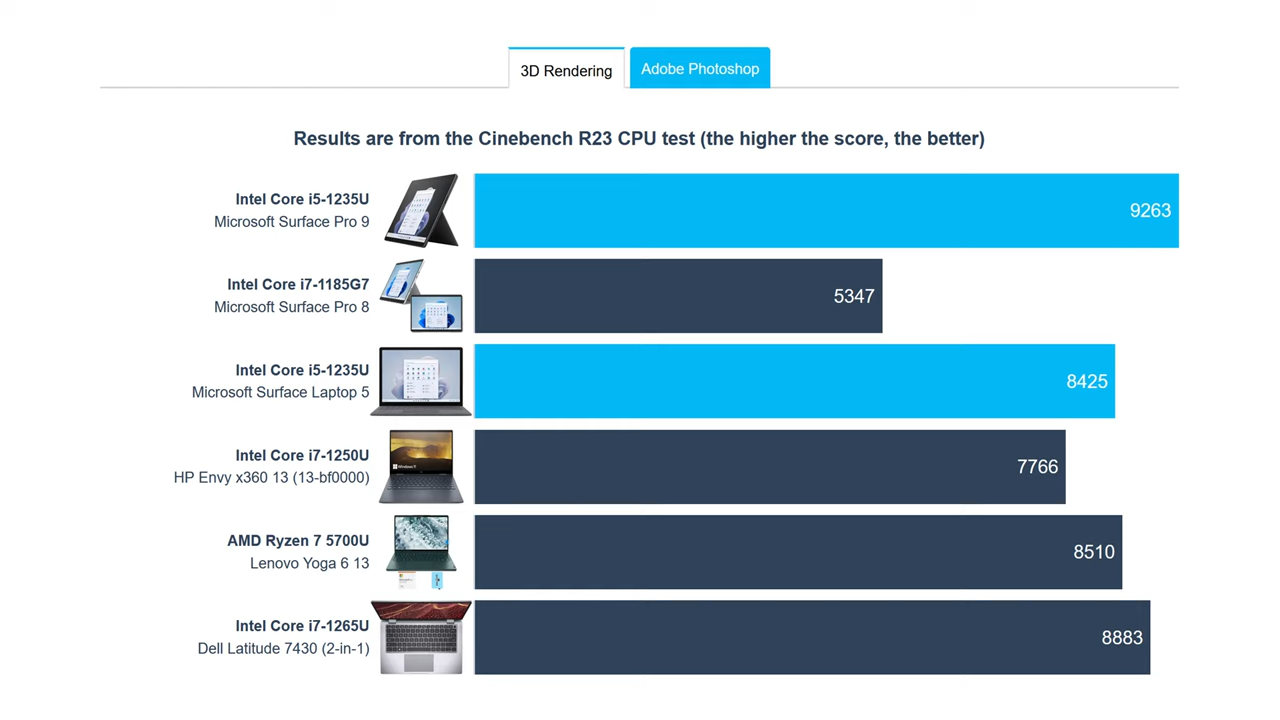 3D Rendering
Adobe Photoshop
Results are from the Cinebench R23 CPU test (the higher the score, the better)
Intel Core i5-1235U
Microsoft Surface Pro 9
9263
Intel Core i7-1185G7
Microsoft Surface Pro 8
5347
Intel Core i5-1235U
Microsoft Surface Laptop 5
8425
Intel Core i7-1250U
HP Envy x360 13 (13-bf0000)
7766
AMD Ryzen 7 5700U
Lenovo Yoga 6 13
8510
Intel Core i7-1265U
Dell Latitude 7430 (2-in-1)
8883